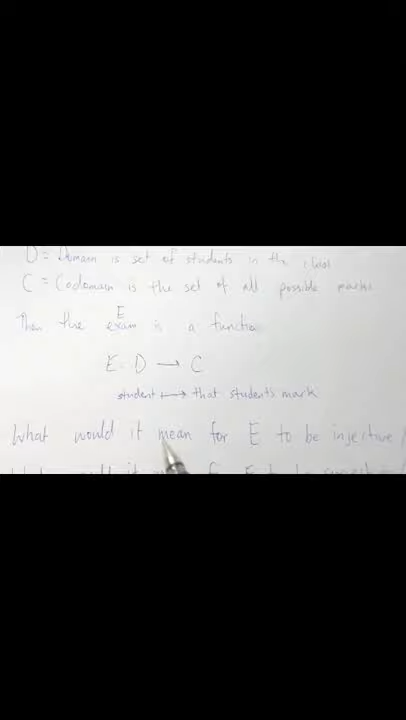 D = Domain is set of students in the class
C = Codomain is the set of all possible marks
E
Then the exam is a function
E: D → C
student ↦ that students mark
What would it mean for E to be injective